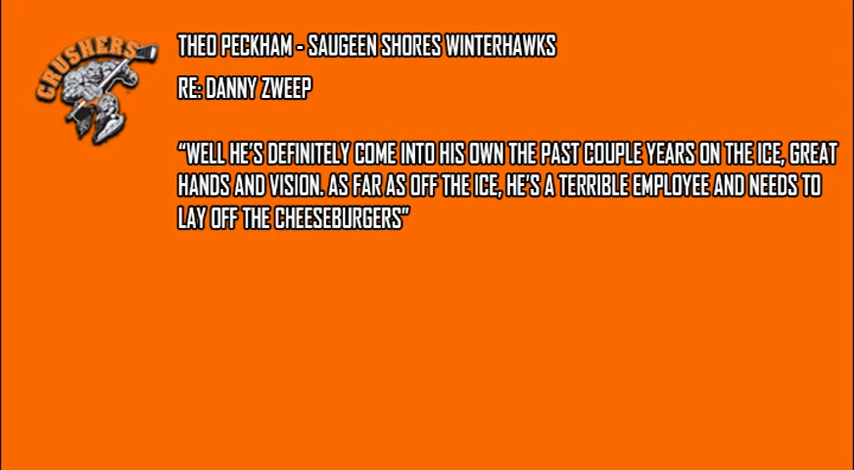 CRUSHERS
THEO PECKHAM - SAUGEEN SHORES WINTERHAWKS
RE: DANNY ZWEEP
“WELL HE’S DEFINITELY COME INTO HIS OWN THE PAST COUPLE YEARS ON THE ICE, GREAT
HANDS AND VISION. AS FAR AS OFF THE ICE, HE’S A TERRIBLE EMPLOYEE AND NEEDS TO
LAY OFF THE CHEESEBURGERS”